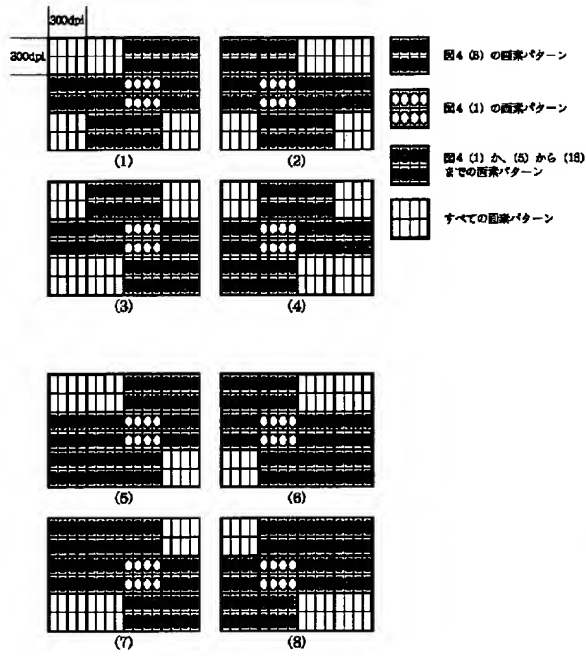 300dpi
300dpi
(1)
(2)
(3)
(4)
(5)
(6)
(7)
(8)
図4 (8) の画素パターン
図4 (1) の画素パターン
図4 (1) か、(5) から (16)
までの画素パターン
すべての画素パターン